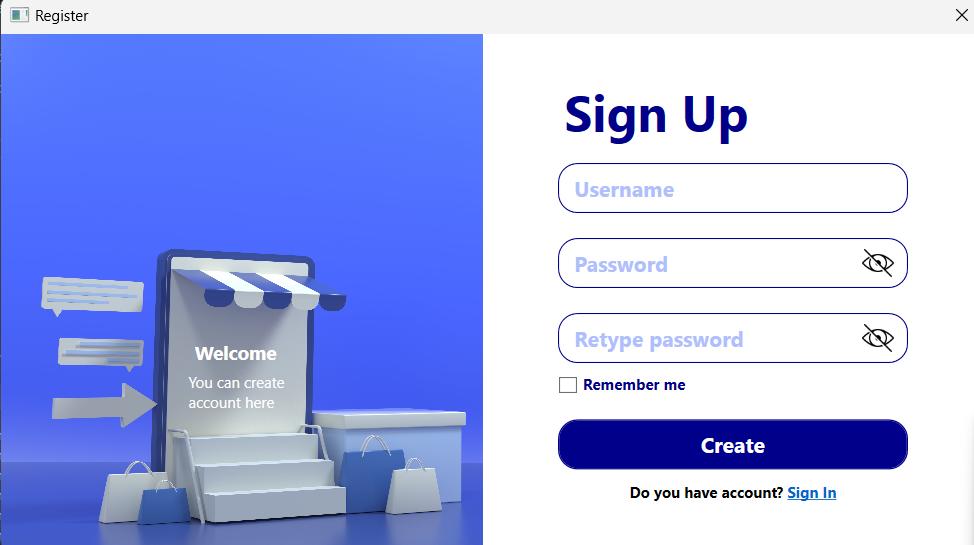 Register
Welcome
You can create
account here
Sign Up
Username
Password
Retype password
Remember me
Create
Do you have account? Sign In